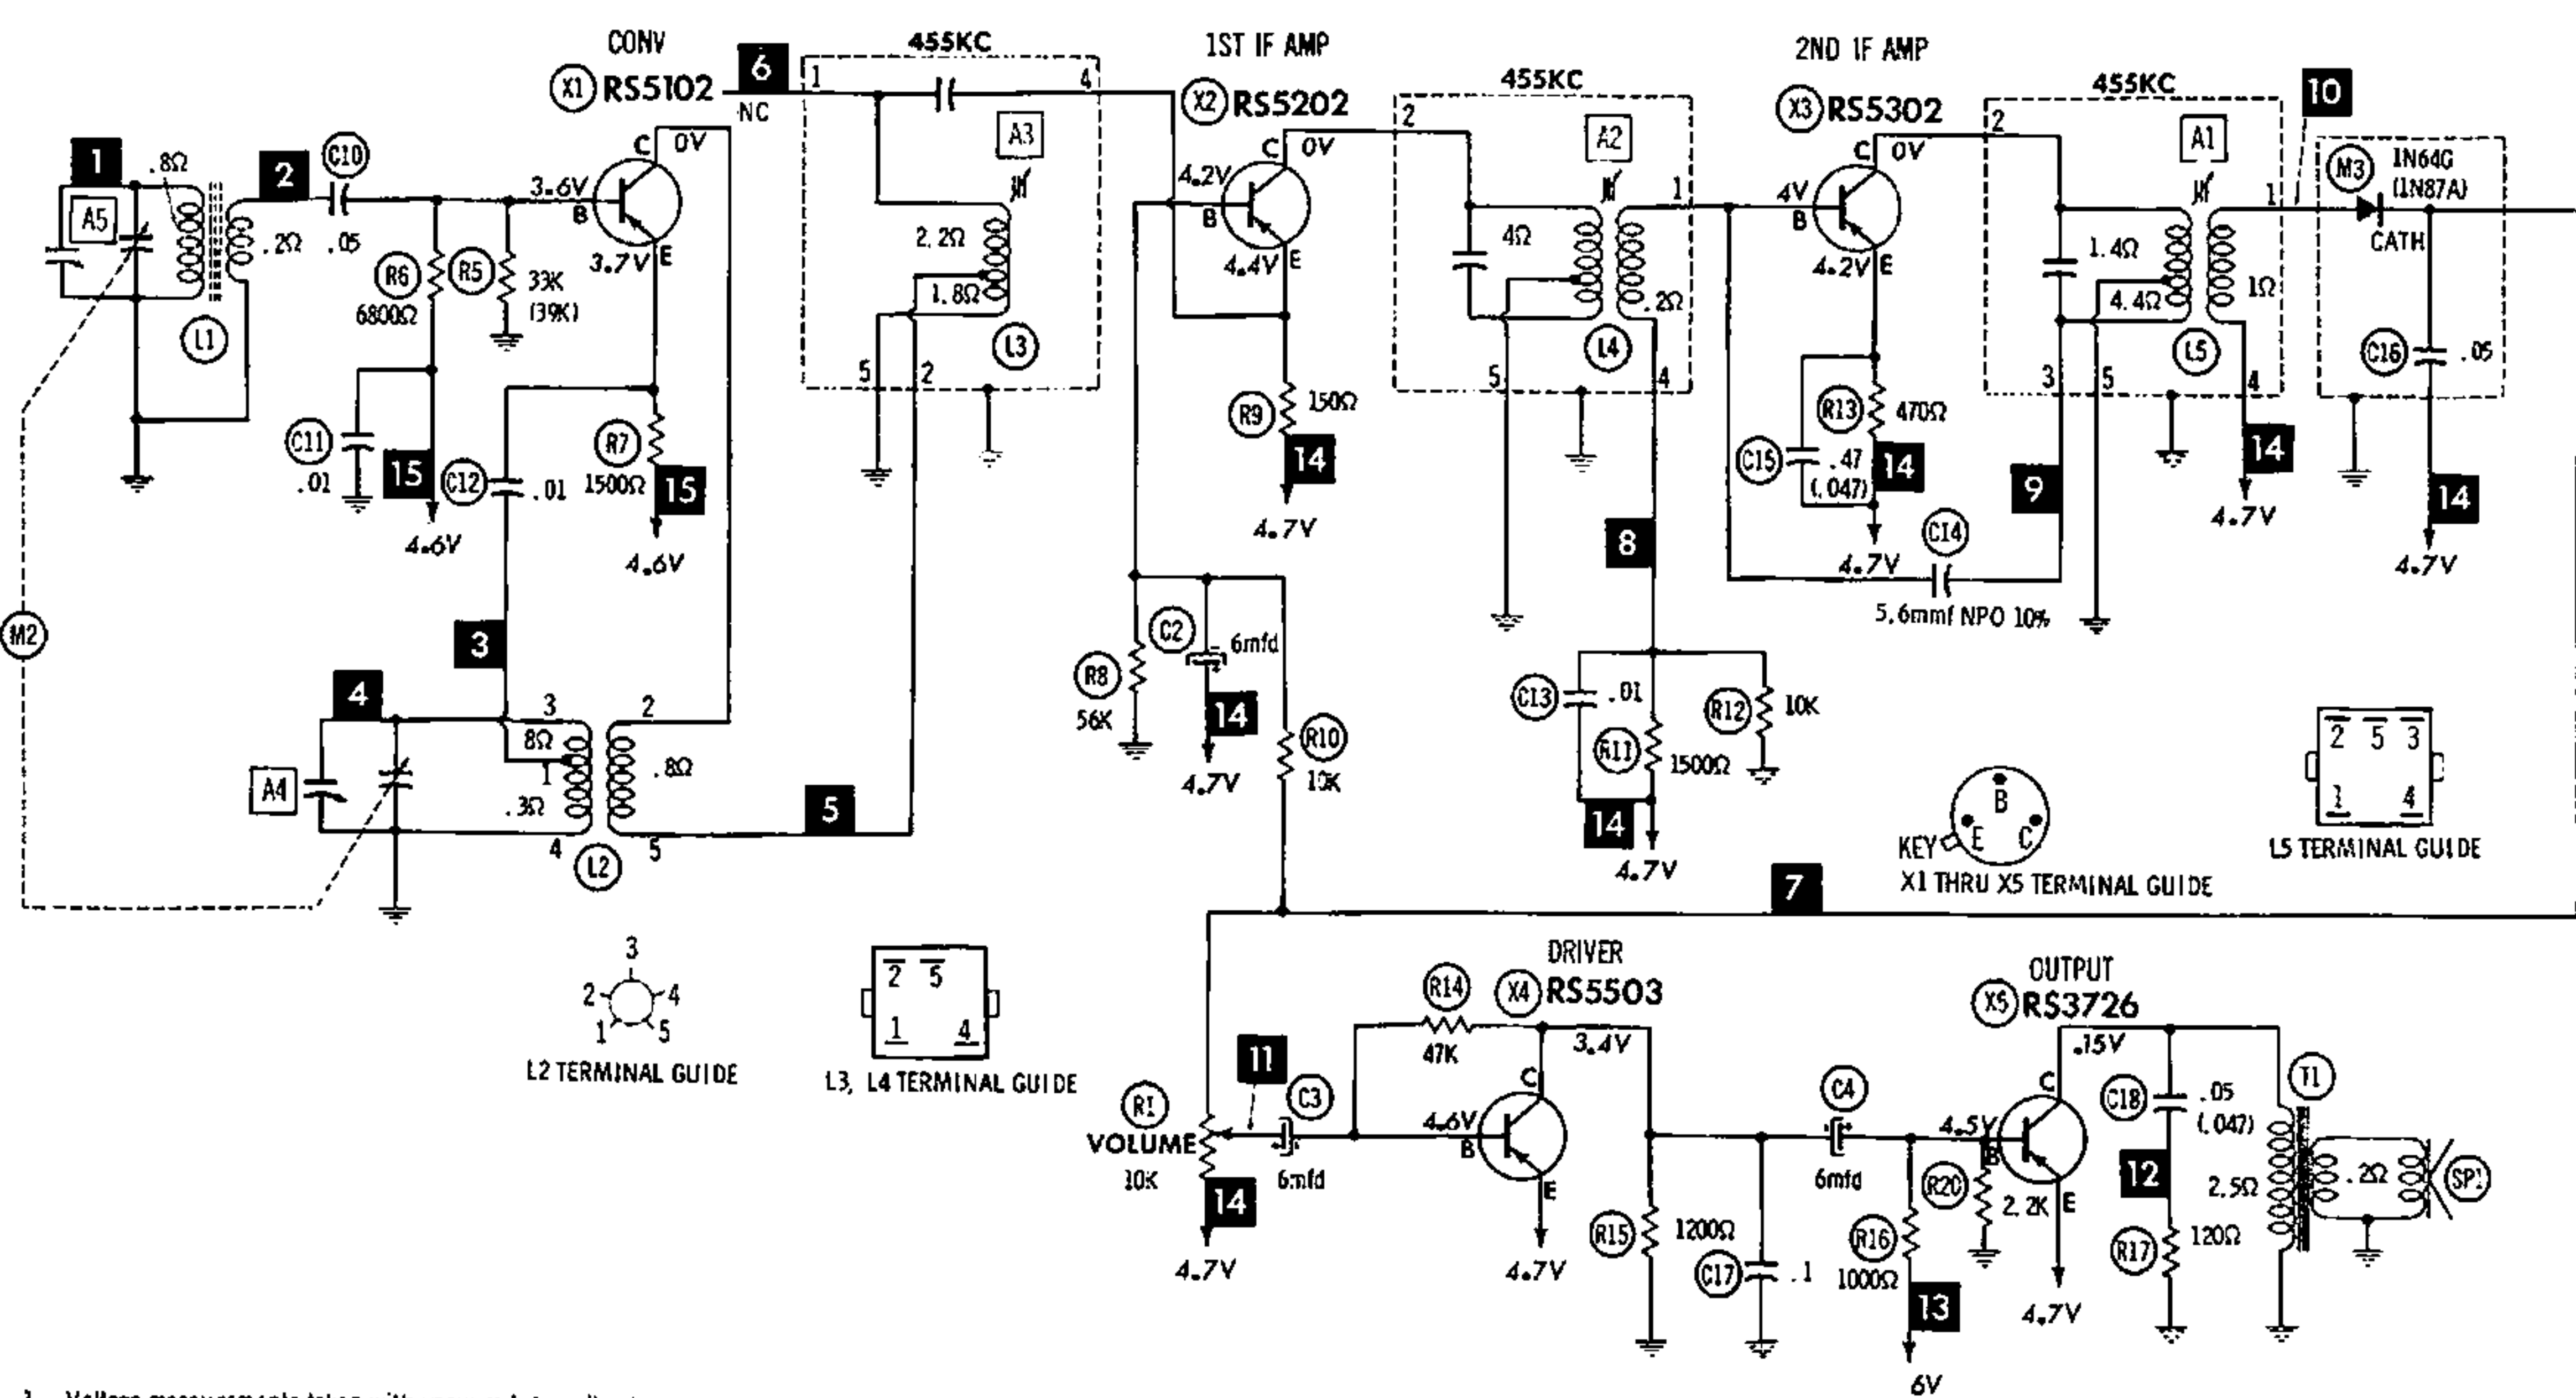 CONV
X1 RS5102
6
NC
455KC
1
4
A3
2.2Ω
1.8Ω
L3
5
2
1ST IF AMP
X2 RS5202
C
0V
4.2V
B
4.4V
E
R9
150Ω
14
4.7V
455KC
2
A2
4Ω
1
.2Ω
L4
5
4
2ND IF AMP
X3 RS5302
C
0V
4V
B
4.2V
E
R13
470Ω
C15
.47
(.047)
14
4.7V
455KC
2
A1
1.4Ω
4.4Ω
1
1Ω
L5
3
5
4
14
4.7V
10
M3
1N64G
(1N87A)
CATH
C16
.05
14
4.7V
1
.8Ω
A5
L1
2
.2Ω
C10
.05
C
0V
3.6V
B
3.7V
E
R6
6800Ω
R5
33K
(39K)
C11
.01
15
4.6V
C12
.01
R7
1500Ω
15
4.6V
M2
3
4
A4
3
8Ω
1
.3Ω
4
2
.8Ω
5
L2
5
R8
56K
C2
6mfd
14
4.7V
R10
10K
8
C13
.01
R11
1500Ω
R12
10K
14
4.7V
9
C14
5.6mmf NPO 10%
KEY
B
E
C
X1 THRU X5 TERMINAL GUIDE
2 5 3
1 4
L5 TERMINAL GUIDE
7
3
2
4
1
5
L2 TERMINAL GUIDE
2 5
1 4
L3, L4 TERMINAL GUIDE
R1
VOLUME
10K
14
4.7V
11
C3
6mfd
R14
47K
DRIVER
X4 RS5503
3.4V
C
4.6V
B
E
4.7V
R15
1200Ω
C17
.1
C4
6mfd
R16
1000Ω
13
6V
R20
2.2K
OUTPUT
X5 RS3726
.15V
C
4.5V
B
E
4.7V
C18
.05
(.047)
12
R17
120Ω
T1
2.5Ω
.2Ω
SP1